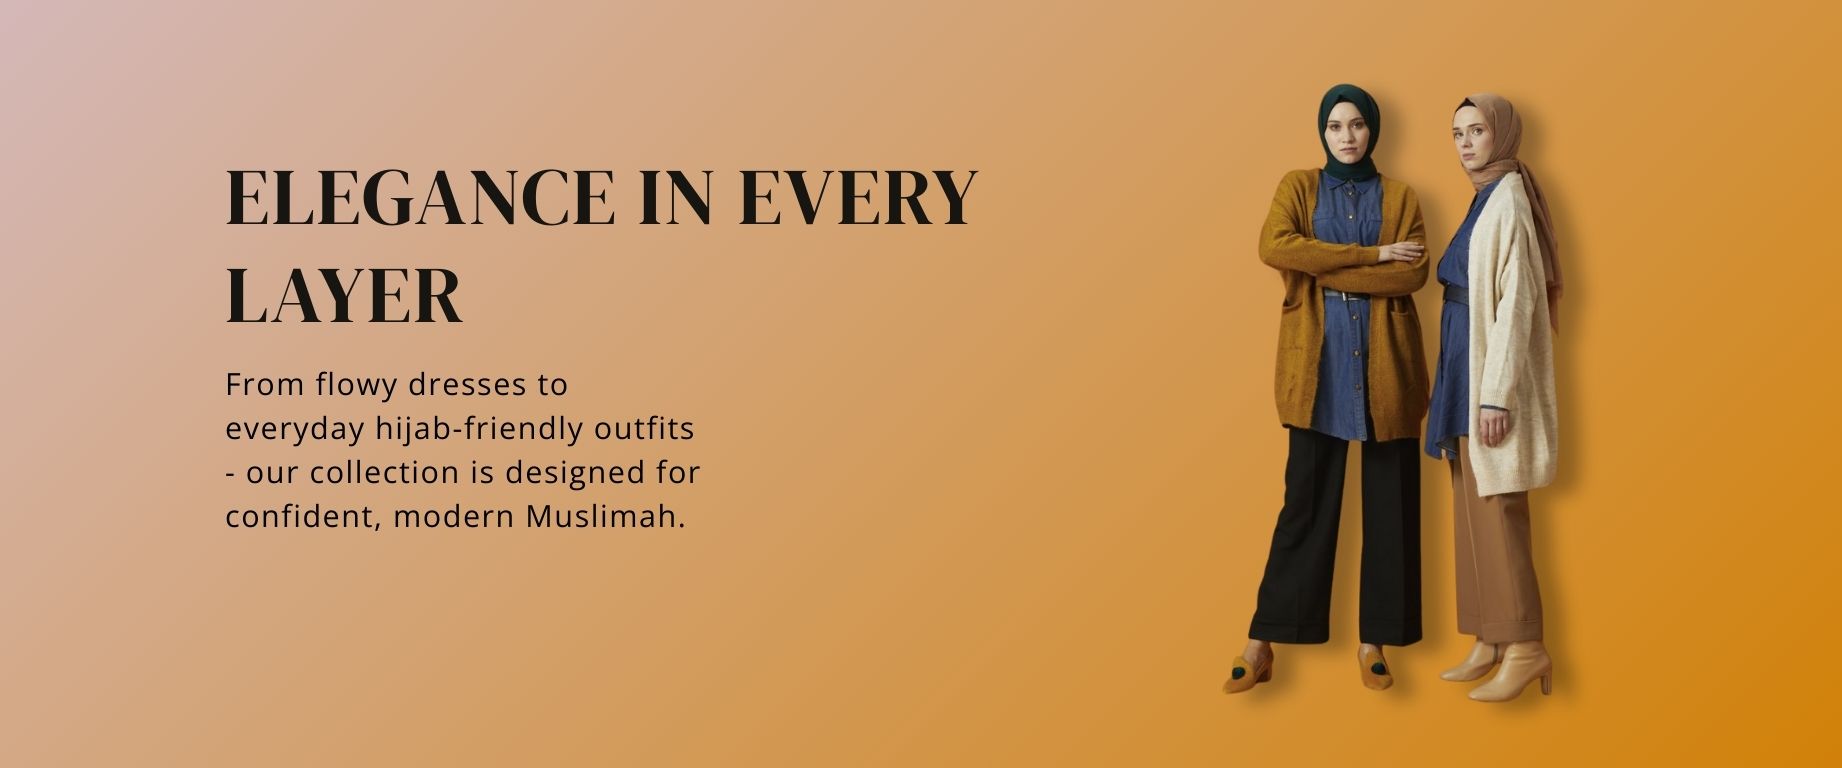 ELEGANCE IN EVERY
LAYER
From flowy dresses to
everyday hijab-friendly outfits
- our collection is designed for
confident, modern Muslimah.